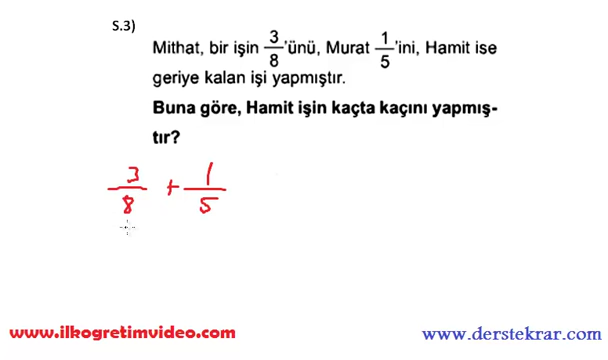 S.3)
Mithat, bir işin 3/8'ünü, Murat 1/5'ini, Hamit ise
geriye kalan işi yapmıştır.
Buna göre, Hamit işin kaçta kaçını yapmış-
tır?
3/8 + 1/5
www.ilkogretimvideo.com
www.derstekrar.com